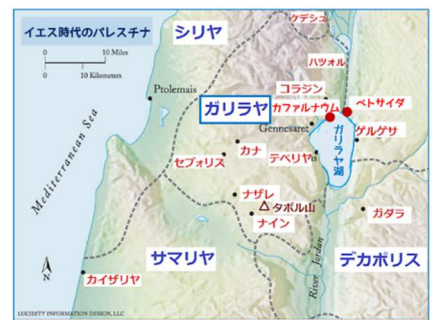 イエス時代のパレスチナ
0 10 Miles
0 10 Kilometers
シリヤ
ケデシュ
ハツォル
Ptolemais
コラジン
ガリラヤ
カファルナウム
ベトサイダ
Gennesaret
ゲルゲサ
カナ
セフォリス
テベリヤ
ガリラヤ湖
Mediterranean Sea
ナザレ
タボル山
ナイン
ガダラ
サマリヤ
デカポリス
River Jordan
N
カイザリヤ
LUCIDITY INFORMATION DESIGN, LLC